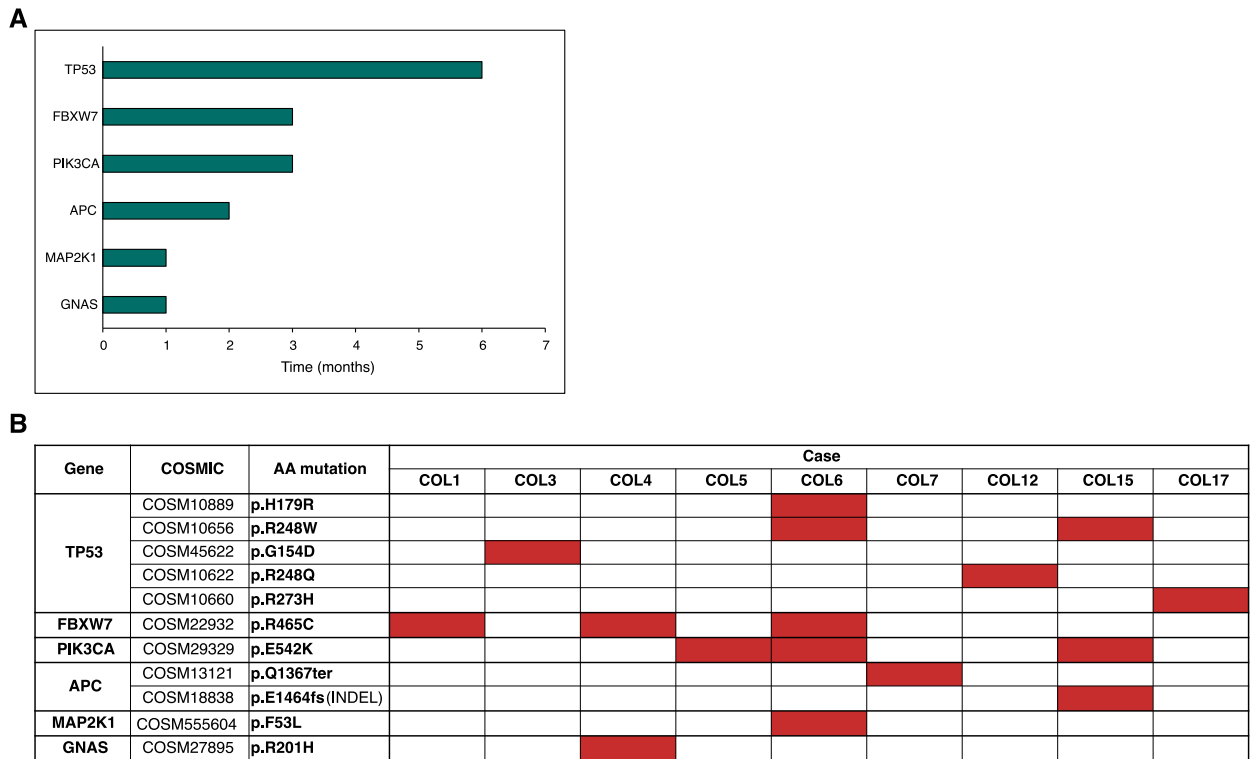 A
TP53
FBXW7
PIK3CA
APC
MAP2K1
GNAS
0 1 2 3 4 5 6 7
Time (months)
B
Gene COSMIC AA mutation Case
COL1 COL3 COL4 COL5 COL6 COL7 COL12 COL15 COL17
TP53
COSM10889 p.H179R
COSM10656 p.R248W
COSM45622 p.G154D
COSM10622 p.R248Q
COSM10660 p.R273H
FBXW7 COSM22932 p.R465C
PIK3CA COSM29329 p.E542K
APC
COSM13121 p.Q1367ter
COSM18838 p.E1464fs(INDEL)
MAP2K1 COSM555604 p.F53L
GNAS COSM27895 p.R201H